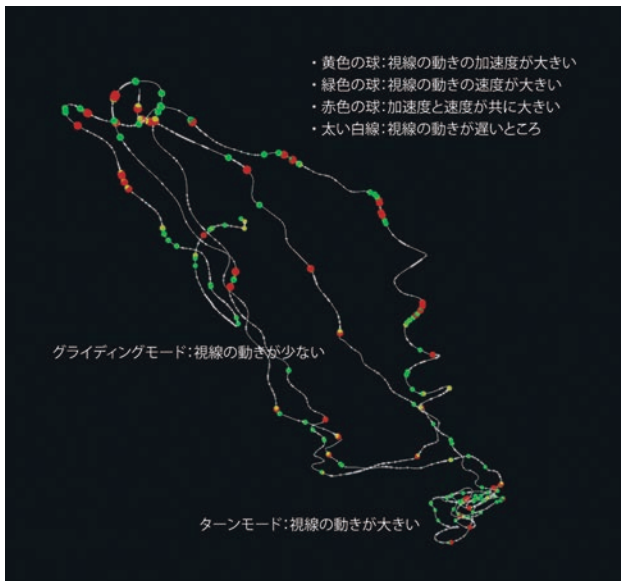 ・黄色の球：視線の動きの加速度が大きい
・緑色の球：視線の動きの速度が大きい
・赤色の球：加速度と速度が共に大きい
・太い白線：視線の動きが遅いところ
グライディングモード：視線の動きが少ない
ターンモード：視線の動きが大きい